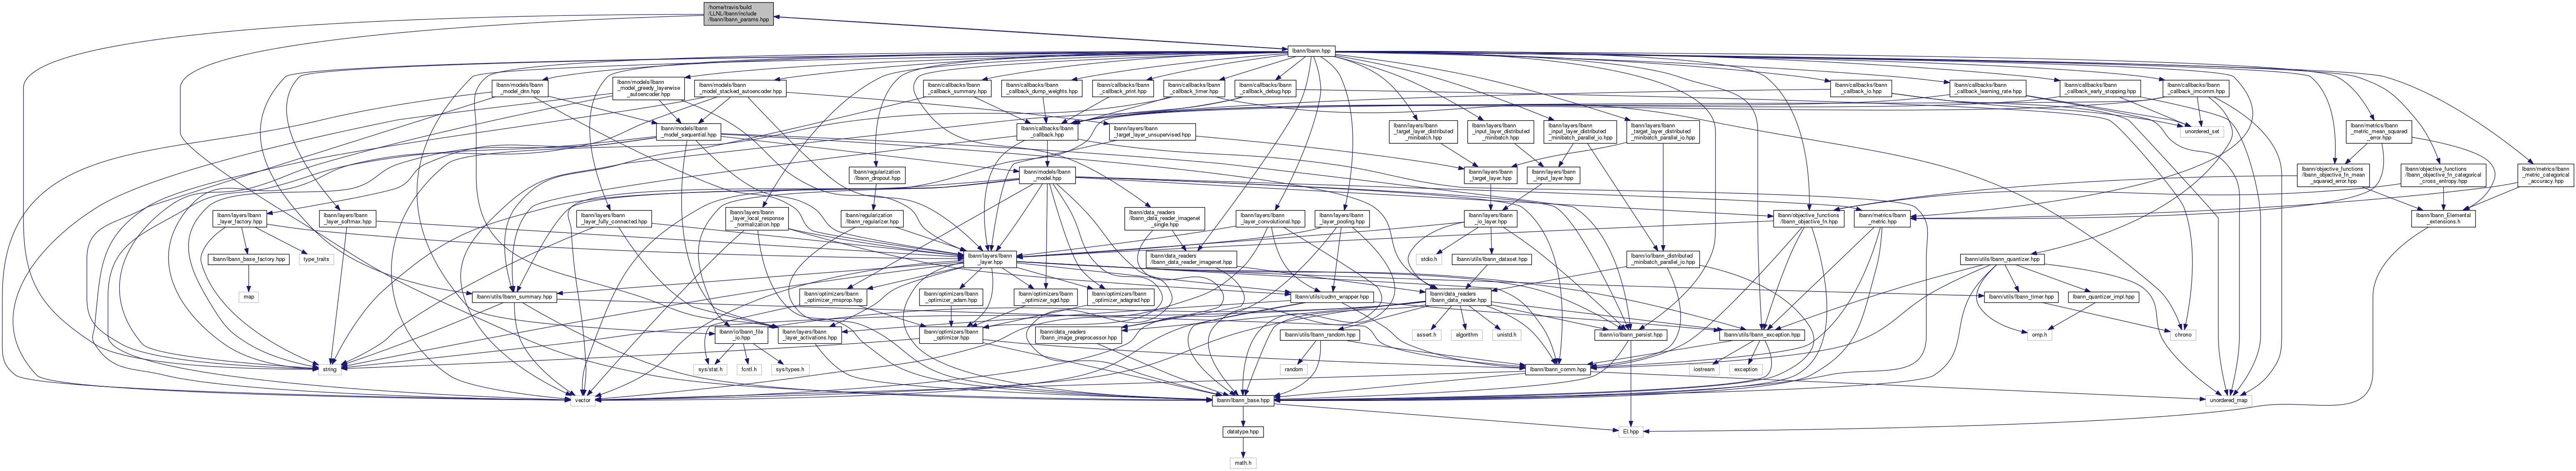 /home/travis/build
/LLNL/lbann/include
/lbann/lbann_params.hpp
lbann/lbann.hpp
lbann/models/lbann
_model_dnn.hpp
lbann/models/lbann
_model_greedy_layerwise
_autoencoder.hpp
lbann/models/lbann
_model_stacked_autoencoder.hpp
lbann/callbacks/lbann
_callback_summary.hpp
lbann/callbacks/lbann
_callback_dump_weights.hpp
lbann/callbacks/lbann
_callback_print.hpp
lbann/callbacks/lbann
_callback_timer.hpp
lbann/callbacks/lbann
_callback_debug.hpp
lbann/callbacks/lbann
_callback_io.hpp
lbann/callbacks/lbann
_callback_learning_rate.hpp
lbann/callbacks/lbann
_callback_early_stopping.hpp
lbann/callbacks/lbann
_callback_imcomm.hpp
lbann/models/lbann
_model_sequential.hpp
lbann/callbacks/lbann
_callback.hpp
lbann/layers/lbann
_target_layer_unsupervised.hpp
lbann/layers/lbann
_target_layer_distributed
_minibatch.hpp
lbann/layers/lbann
_input_layer_distributed
_minibatch.hpp
lbann/layers/lbann
_input_layer_distributed
_minibatch_parallel_io.hpp
lbann/layers/lbann
_target_layer_distributed
_minibatch_parallel_io.hpp
unordered_set
lbann/metrics/lbann
_metric_mean_squared
_error.hpp
lbann/regularization
/lbann_dropout.hpp
lbann/models/lbann
_model.hpp
lbann/layers/lbann
_target_layer.hpp
lbann/layers/lbann
_input_layer.hpp
lbann/objective_functions
/lbann_objective_fn_mean
_squared_error.hpp
lbann/objective_functions
/lbann_objective_fn_categorical
_cross_entropy.hpp
lbann/metrics/lbann
_metric_categorical
_accuracy.hpp
lbann/layers/lbann
_layer_factory.hpp
lbann/layers/lbann
_layer_softmax.hpp
lbann/layers/lbann
_layer_fully_connected.hpp
lbann/layers/lbann
_layer_local_response
_normalization.hpp
lbann/regularization
/lbann_regularizer.hpp
lbann/data_readers
/lbann_data_reader_imagenet
_single.hpp
lbann/layers/lbann
_layer_convolutional.hpp
lbann/layers/lbann
_layer_pooling.hpp
lbann/layers/lbann
_io_layer.hpp
lbann/objective_functions
/lbann_objective_fn.hpp
lbann/metrics/lbann
_metric.hpp
lbann/lbann_Elemental
_extensions.h
lbann/lbann_base_factory.hpp
type_traits
lbann/layers/lbann
_layer.hpp
lbann/data_readers
/lbann_data_reader_imagenet.hpp
stdio.h
lbann/utils/lbann_dataset.hpp
lbann/io/lbann_distributed
_minibatch_parallel_io.hpp
lbann/utils/lbann_quantizer.hpp
map
lbann/utils/lbann_summary.hpp
lbann/optimizers/lbann
_optimizer_rmsprop.hpp
lbann/optimizers/lbann
_optimizer_adam.hpp
lbann/optimizers/lbann
_optimizer_sgd.hpp
lbann/optimizers/lbann
_optimizer_adagrad.hpp
lbann/utils/cudnn_wrapper.hpp
lbann/data_readers
/lbann_data_reader.hpp
lbann/utils/lbann_timer.hpp
lbann_quantizer_impl.hpp
lbann/io/lbann_file
_io.hpp
lbann/layers/lbann
_layer_activations.hpp
lbann/optimizers/lbann
_optimizer.hpp
lbann/data_readers
/lbann_image_preprocessor.hpp
lbann/utils/lbann_random.hpp
assert.h
algorithm
unistd.h
lbann/io/lbann_persist.hpp
lbann/utils/lbann_exception.hpp
omp.h
chrono
string
sys/stat.h
fcntl.h
sys/types.h
random
lbann/lbann_comm.hpp
iostream
exception
vector
lbann/lbann_base.hpp
unordered_map
datatype.hpp
El.hpp
math.h